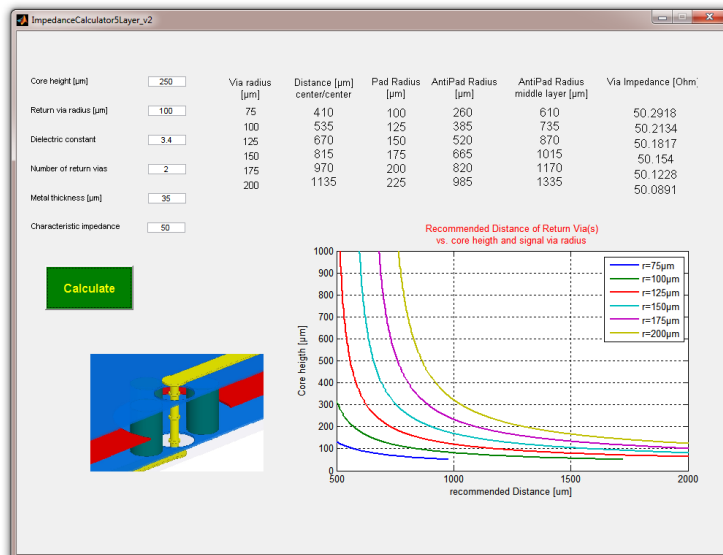 ImpedanceCalculator5Layer_v2
Core height [µm] 250
Return via radius [µm] 100
Dielectric constant 3.4
Number of return vias 2
Metal thickness [µm] 35
Characteristic impedance 50
Calculate
Via radius Distance [µm] Pad Radius AntiPad Radius AntiPad Radius Via Impedance [Ohm]
[µm] center/center [µm] [µm] middle layer [µm]
75 410 100 260 610 50.2918
100 535 125 385 735 50.2134
125 670 150 520 870 50.1817
150 815 175 665 1015 50.154
175 970 200 820 1170 50.1228
200 1135 225 985 1335 50.0891
Recommended Distance of Return Via(s)
vs. core heigth and signal via radius
1000
900
800
700
600
500
400
300
200
100
0
Core heigth [µm]
500 1000 1500 2000
recommended Distance [um]
r=75µm
r=100µm
r=125µm
r=150µm
r=175µm
r=200µm